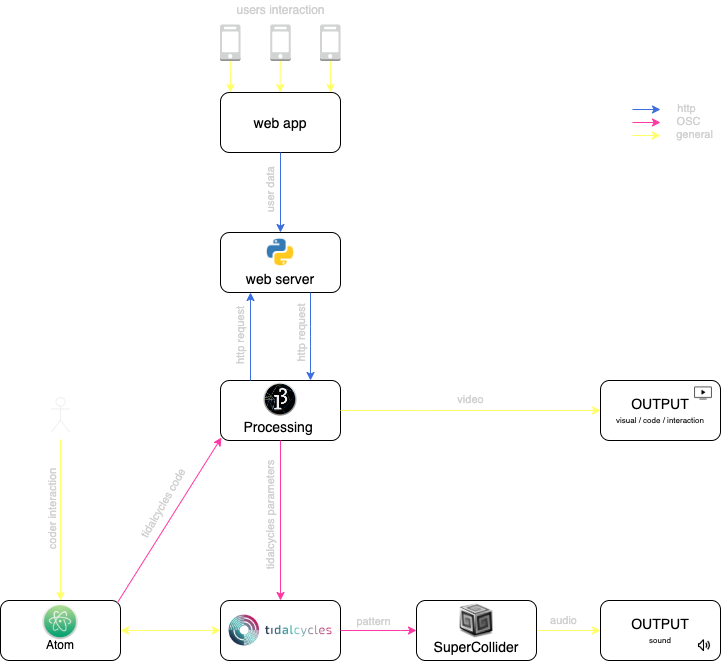 users interaction
web app
http
OSC
general
user data
web server
http request
http request
Processing
video
OUTPUT
visual / code / interaction
coder interaction
tidalcycles code
tidalcycles parameters
Atom
tidalcycles
pattern
SuperCollider
audio
OUTPUT
sound